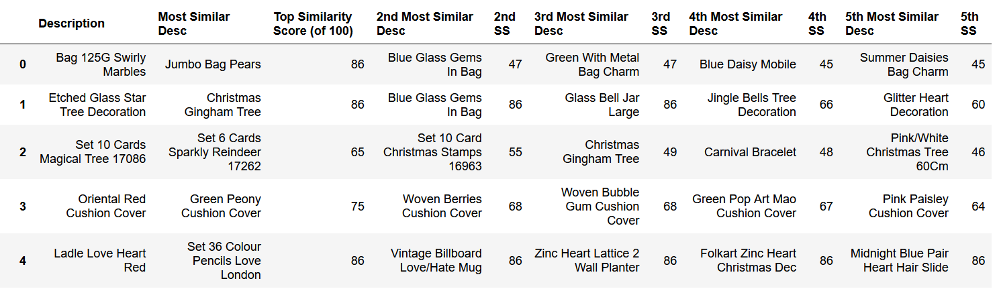 Description Most Similar Desc Top Similarity Score (of 100) 2nd Most Similar Desc 2nd SS 3rd Most Similar Desc 3rd SS 4th Most Similar Desc 4th SS 5th Most Similar Desc 5th SS
0 Bag 125G Swirly Marbles Jumbo Bag Pears 86 Blue Glass Gems In Bag 47 Green With Metal Bag Charm 47 Blue Daisy Mobile 45 Summer Daisies Bag Charm 45
1 Etched Glass Star Tree Decoration Christmas Gingham Tree 86 Blue Glass Gems In Bag 86 Glass Bell Jar Large 86 Jingle Bells Tree Decoration 66 Glitter Heart Decoration 60
2 Set 10 Cards Magical Tree 17086 Set 6 Cards Sparkly Reindeer 17262 65 Set 10 Card Christmas Stamps 16963 55 Christmas Gingham Tree 49 Carnival Bracelet 48 Pink/White Christmas Tree 60Cm 46
3 Oriental Red Cushion Cover Green Peony Cushion Cover 75 Woven Berries Cushion Cover 68 Woven Bubble Gum Cushion Cover 68 Green Pop Art Mao Cushion Cover 67 Pink Paisley Cushion Cover 64
4 Ladle Love Heart Red Set 36 Colour Pencils Love London 86 Vintage Billboard Love/Hate Mug 86 Zinc Heart Lattice 2 Wall Planter 86 Folkart Zinc Heart Christmas Dec 86 Midnight Blue Pair Heart Hair Slide 86